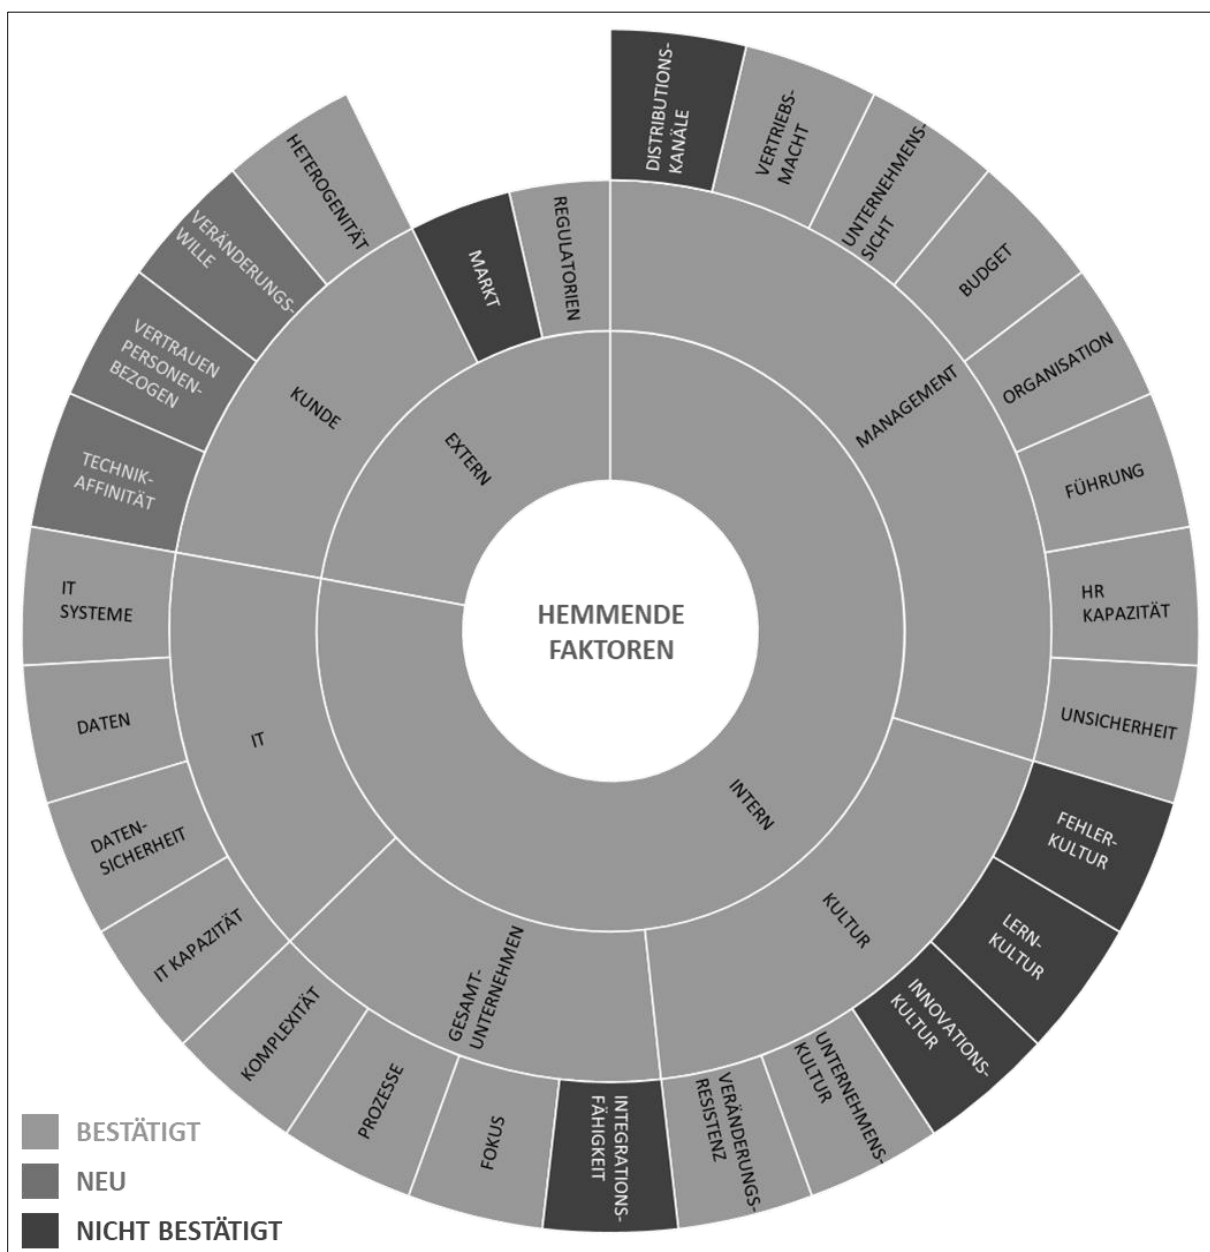 HEMMENDE
FAKTOREN
INTERN
MANAGEMENT
DISTRIBUTIONS-
KANÄLE
VERTRIEBS-
MACHT
UNTERNEHMENS-
SICHT
BUDGET
ORGANISATION
FÜHRUNG
HR
KAPAZITÄT
UNSICHERHEIT
KULTUR
FEHLER-
KULTUR
LERN-
KULTUR
INNOVATIONS-
KULTUR
UNTERNEHMENS-
KULTUR
VERÄNDERUNGS-
RESISTENZ
GESAMT-
UNTERNEHMEN
INTEGRATIONS-
FÄHIGKEIT
FOKUS
PROZESSE
KOMPLEXITÄT
IT
IT KAPAZITÄT
DATEN-
SICHERHEIT
DATEN
IT
SYSTEME
EXTERN
KUNDE
TECHNIK-
AFFINITÄT
VERTRAUEN
PERSONEN-
BEZOGEN
VERÄNDERUNGS-
WILLE
HETEROGENITÄT
MARKT
REGULATORIEN
BESTÄTIGT
NEU
NICHT BESTÄTIGT